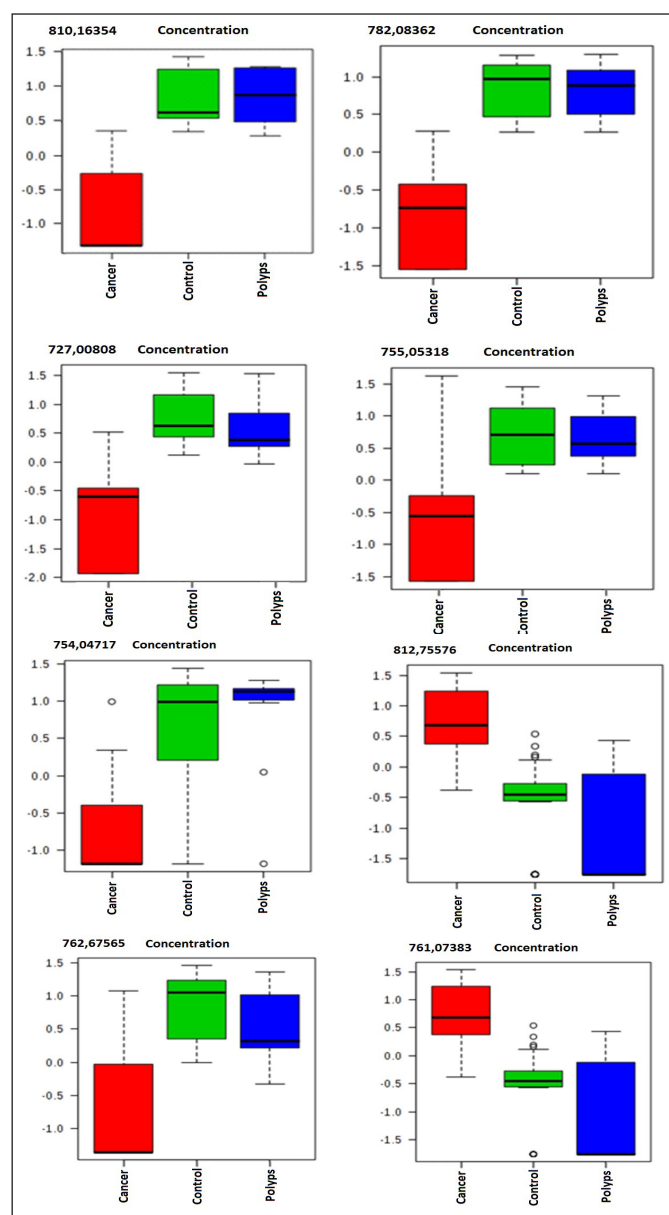 810,16354 Concentration
1.5
1.0
0.5
0.0
-0.5
-1.0
Cancer
Control
Polyps
782,08362 Concentration
1.0
0.5
0.0
-0.5
-1.0
-1.5
Cancer
Control
Polyps
727,00808 Concentration
1.5
1.0
0.5
0.0
-0.5
-1.0
-1.5
-2.0
Cancer
Control
Polyps
755,05318 Concentration
1.5
1.0
0.5
0.0
-0.5
-1.0
-1.5
Cancer
Control
Polyps
754,04717 Concentration
1.5
1.0
0.5
0.0
-0.5
-1.0
Cancer
Control
Polyps
812,75576 Concentration
1.5
1.0
0.5
0.0
-0.5
-1.0
-1.5
Cancer
Control
Polyps
762,67565 Concentration
1.5
1.0
0.5
0.0
-0.5
-1.0
Cancer
Control
Polyps
761,07383 Concentration
1.5
1.0
0.5
0.0
-0.5
-1.0
-1.5
Cancer
Control
Polyps